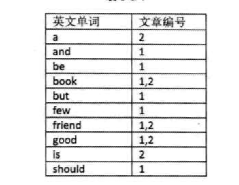 英文单词 文章编号
a 2
and 1
be 1
book 1,2
but 1
few 1
friend 1,2
good 1,2
is 2
should 1